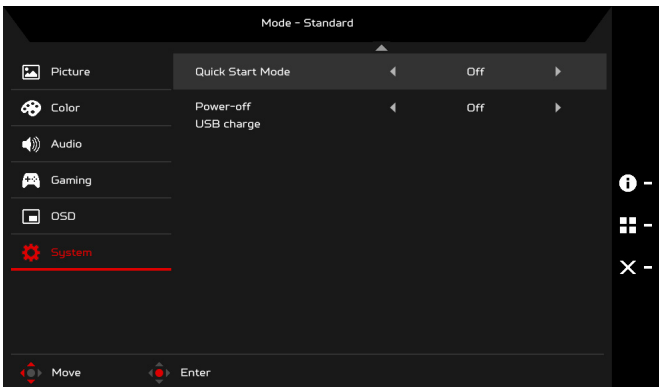 Mode - Standard
Picture
Quick Start Mode Off
Color
Power-off Off
USB charge
Audio
Gaming
OSD
System
Move Enter